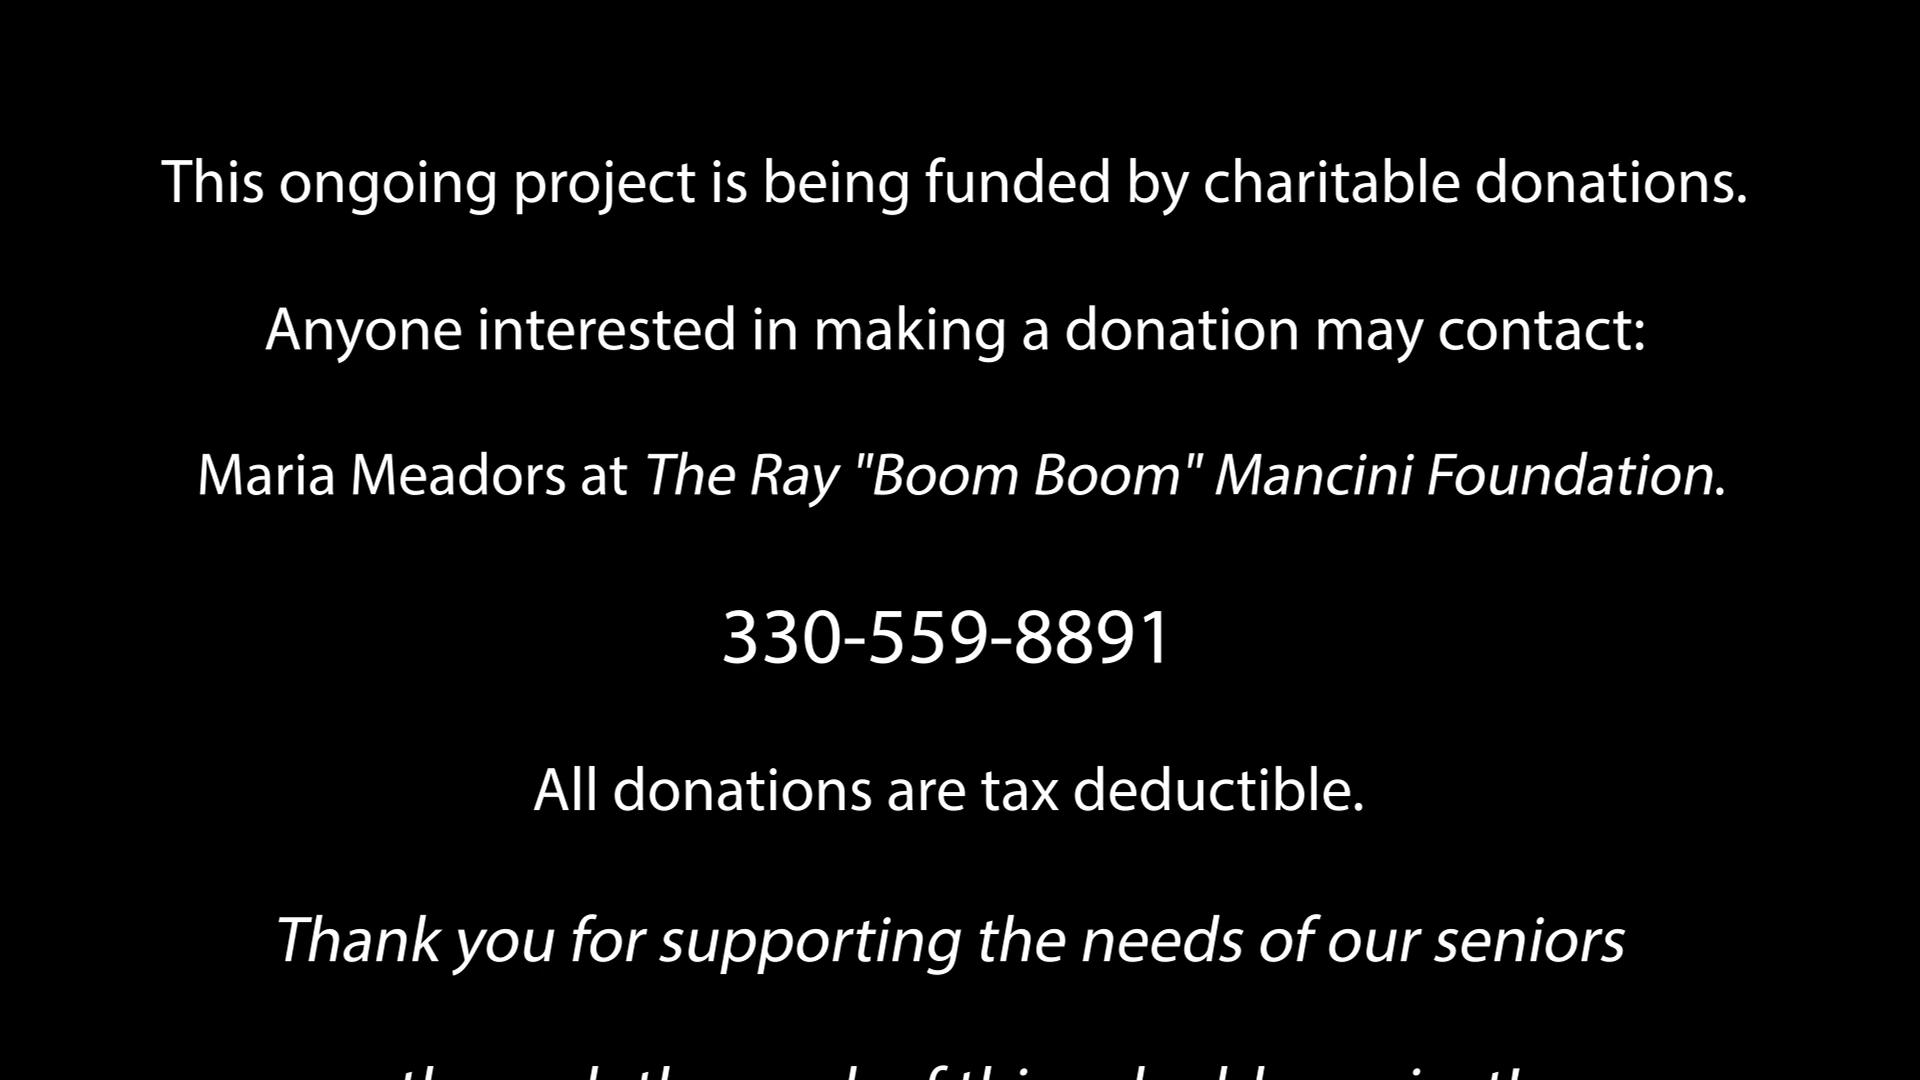 This ongoing project is being funded by charitable donations.
Anyone interested in making a donation may contact:
Maria Meadors at The Ray "Boom Boom" Mancini Foundation.
330-559-8891
All donations are tax deductible.
Thank you for supporting the needs of our seniors